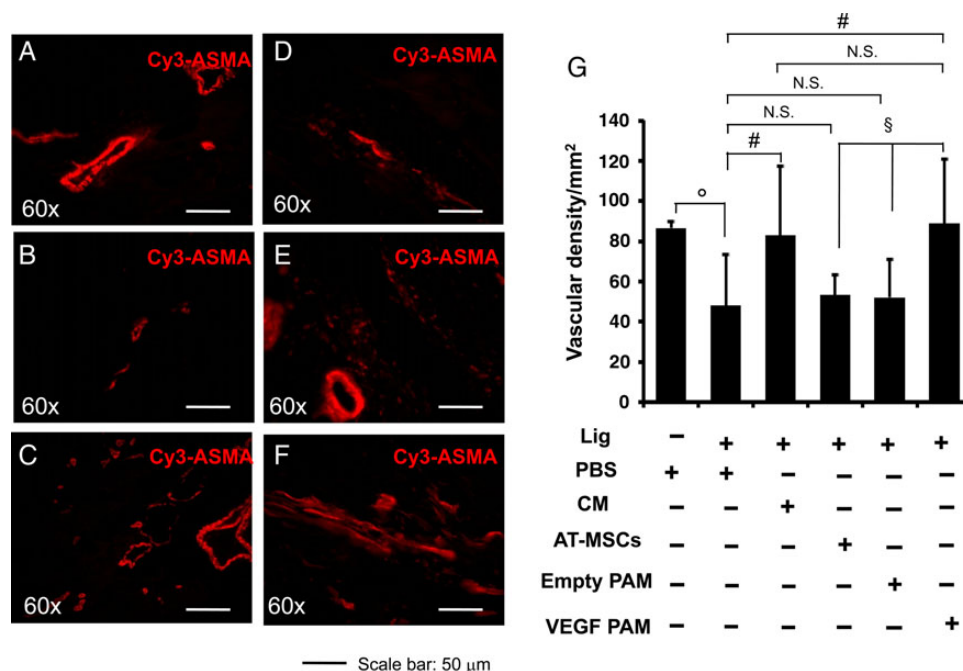 A
Cy3-ASMA
60x
D
Cy3-ASMA
60x
B
Cy3-ASMA
60x
E
Cy3-ASMA
60x
C
Cy3-ASMA
60x
F
Cy3-ASMA
60x
Scale bar: 50 μm
G
#
N.S.
N.S.
N.S.
§
#
°
Vascular density/mm²
140
120
100
80
60
40
20
0
Lig – + + + + +
PBS + + – – – –
CM – – + – – –
AT-MSCs – – – + – –
Empty PAM – – – – + –
VEGF PAM – – – – – +